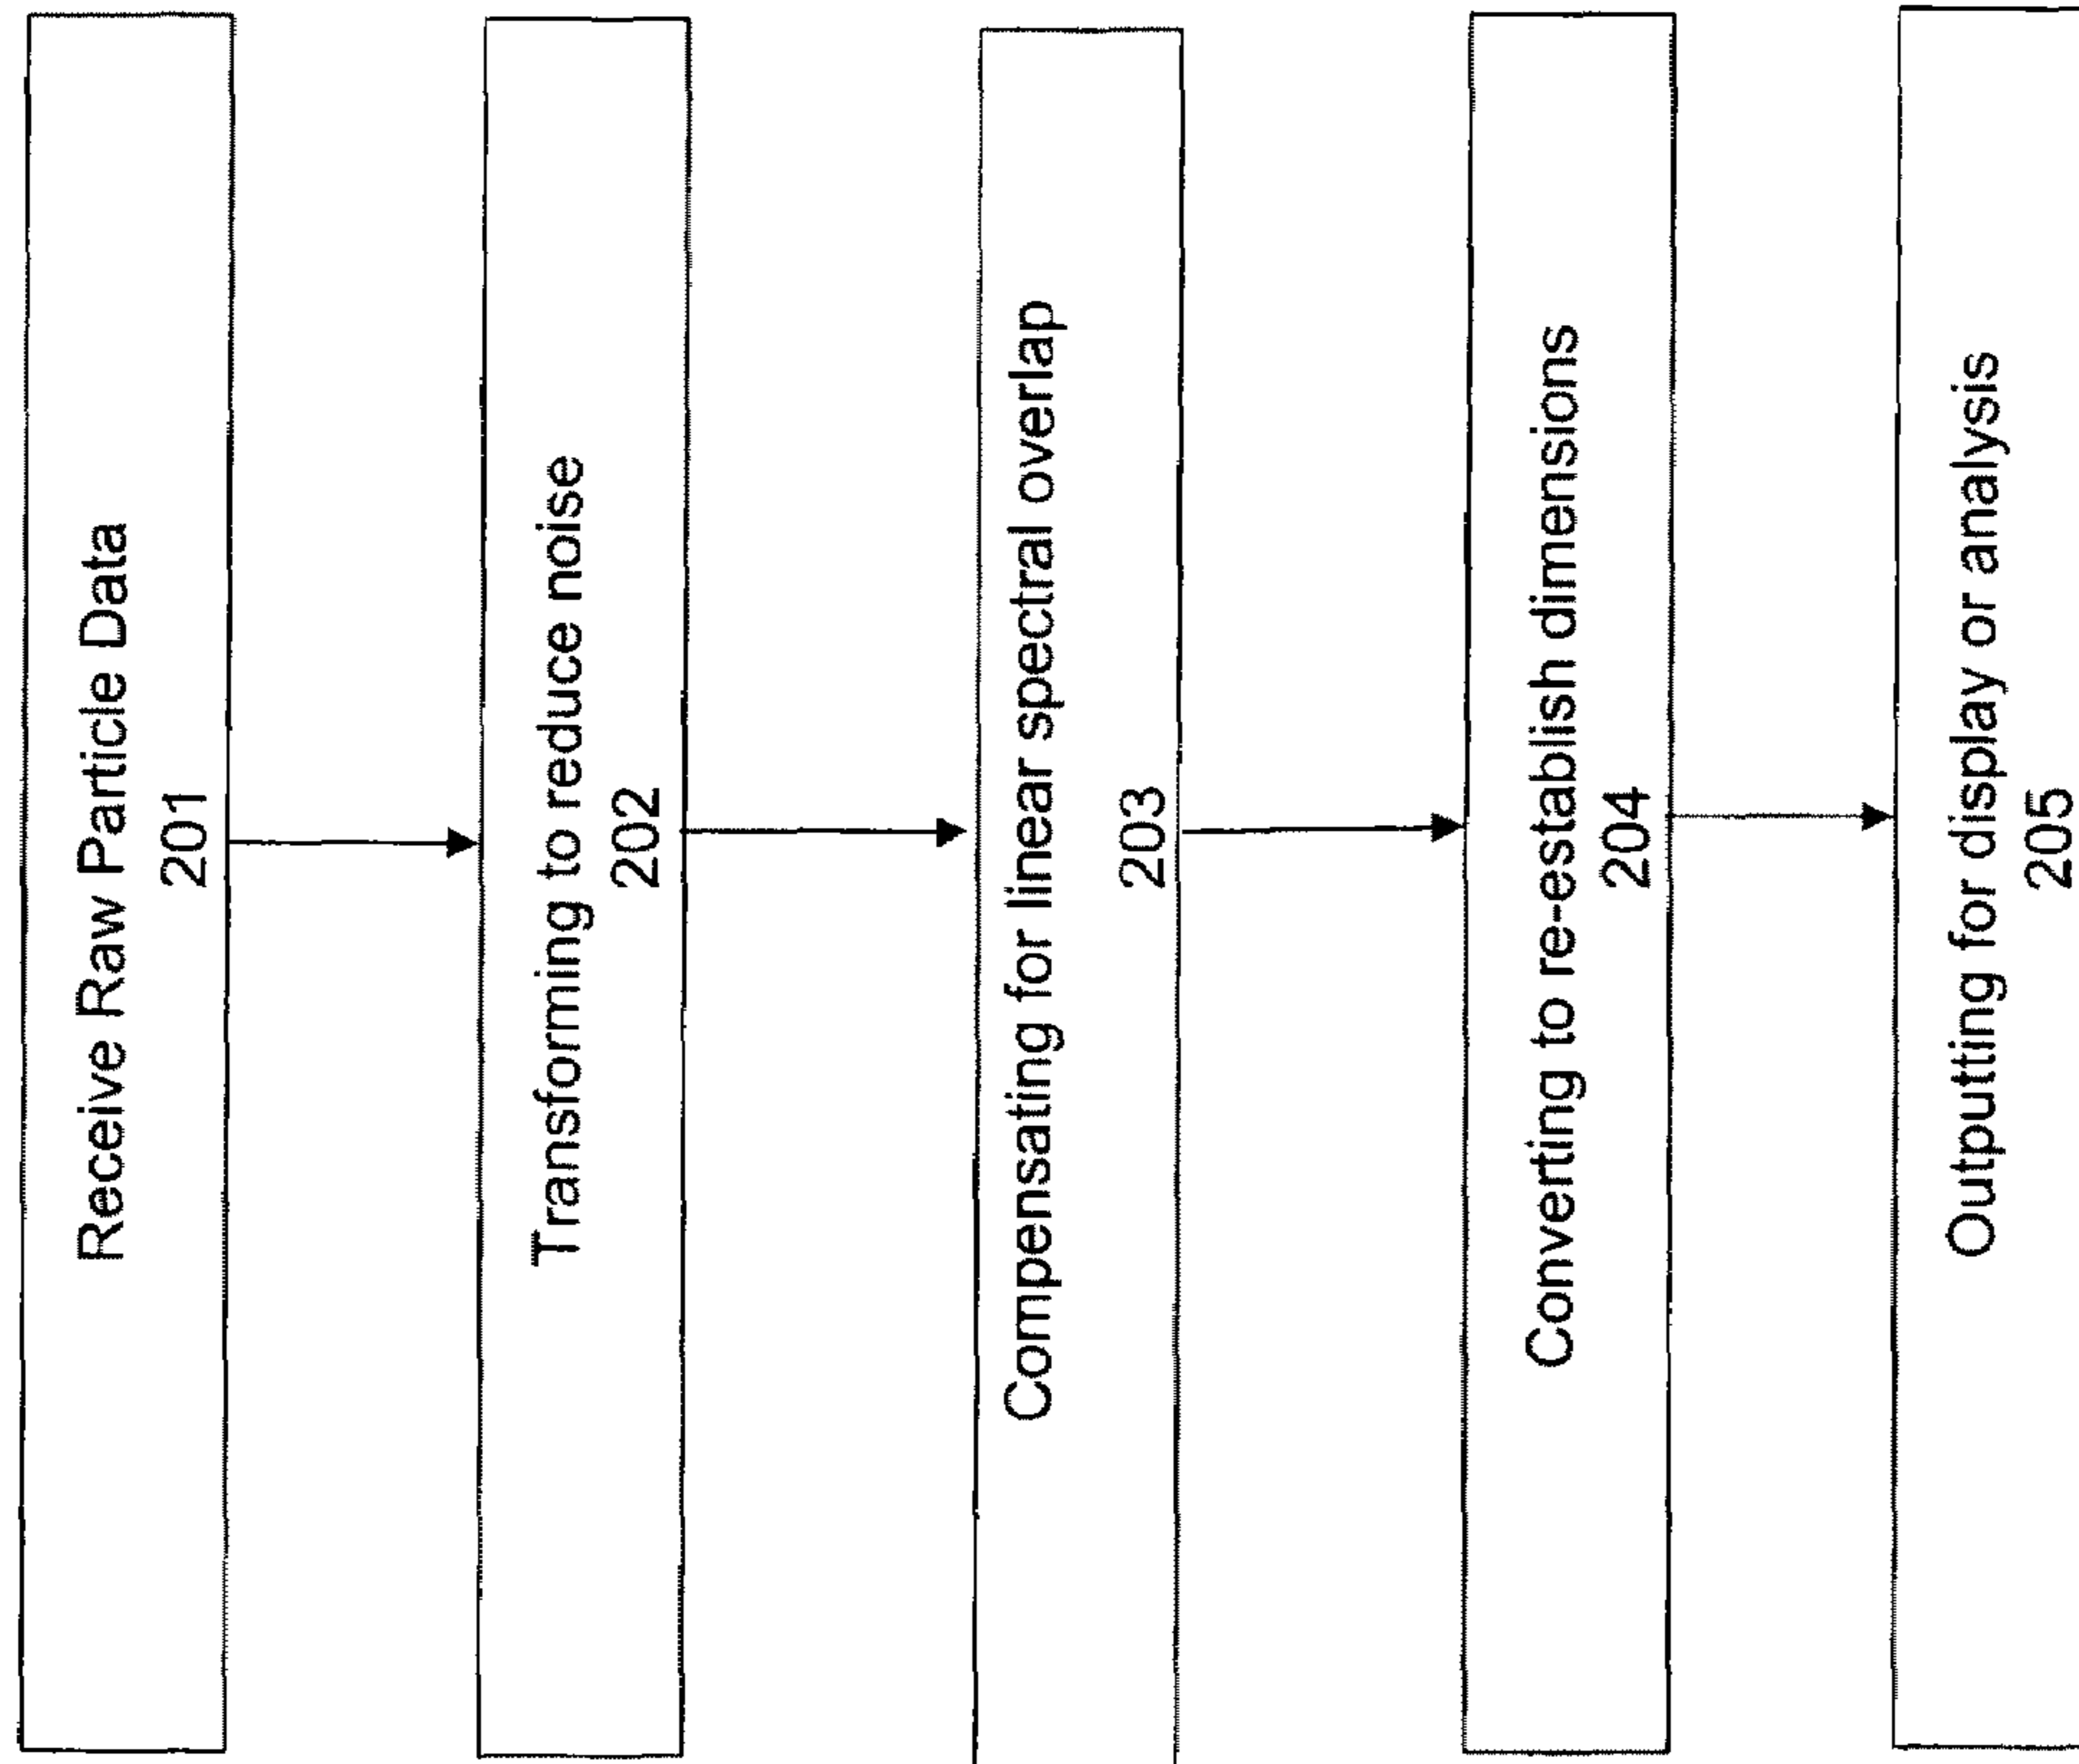 Receive Raw Particle Data
201
Transforming to reduce noise
202
Compensating for linear spectral overlap
203
Converting to re-establish dimensions
204
Outputting for display or analysis
205